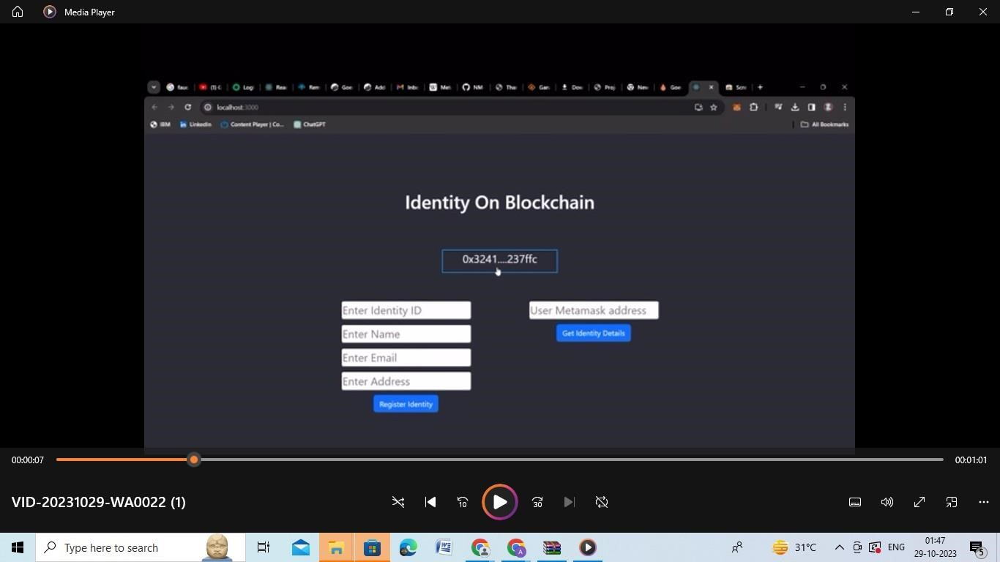 Media Player
localhost:3000
IBM LinkedIn Content Player | Co... ChatGPT All Bookmarks
Identity On Blockchain
0x3241....237ffc
Enter Identity ID
User Metamask address
Enter Name
Get Identity Details
Enter Email
Enter Address
Register Identity
00:00:07
00:01:01
VID-20231029-WA0022 (1)
10
30
Type here to search
31°C
ENG
01:47
29-10-2023
5